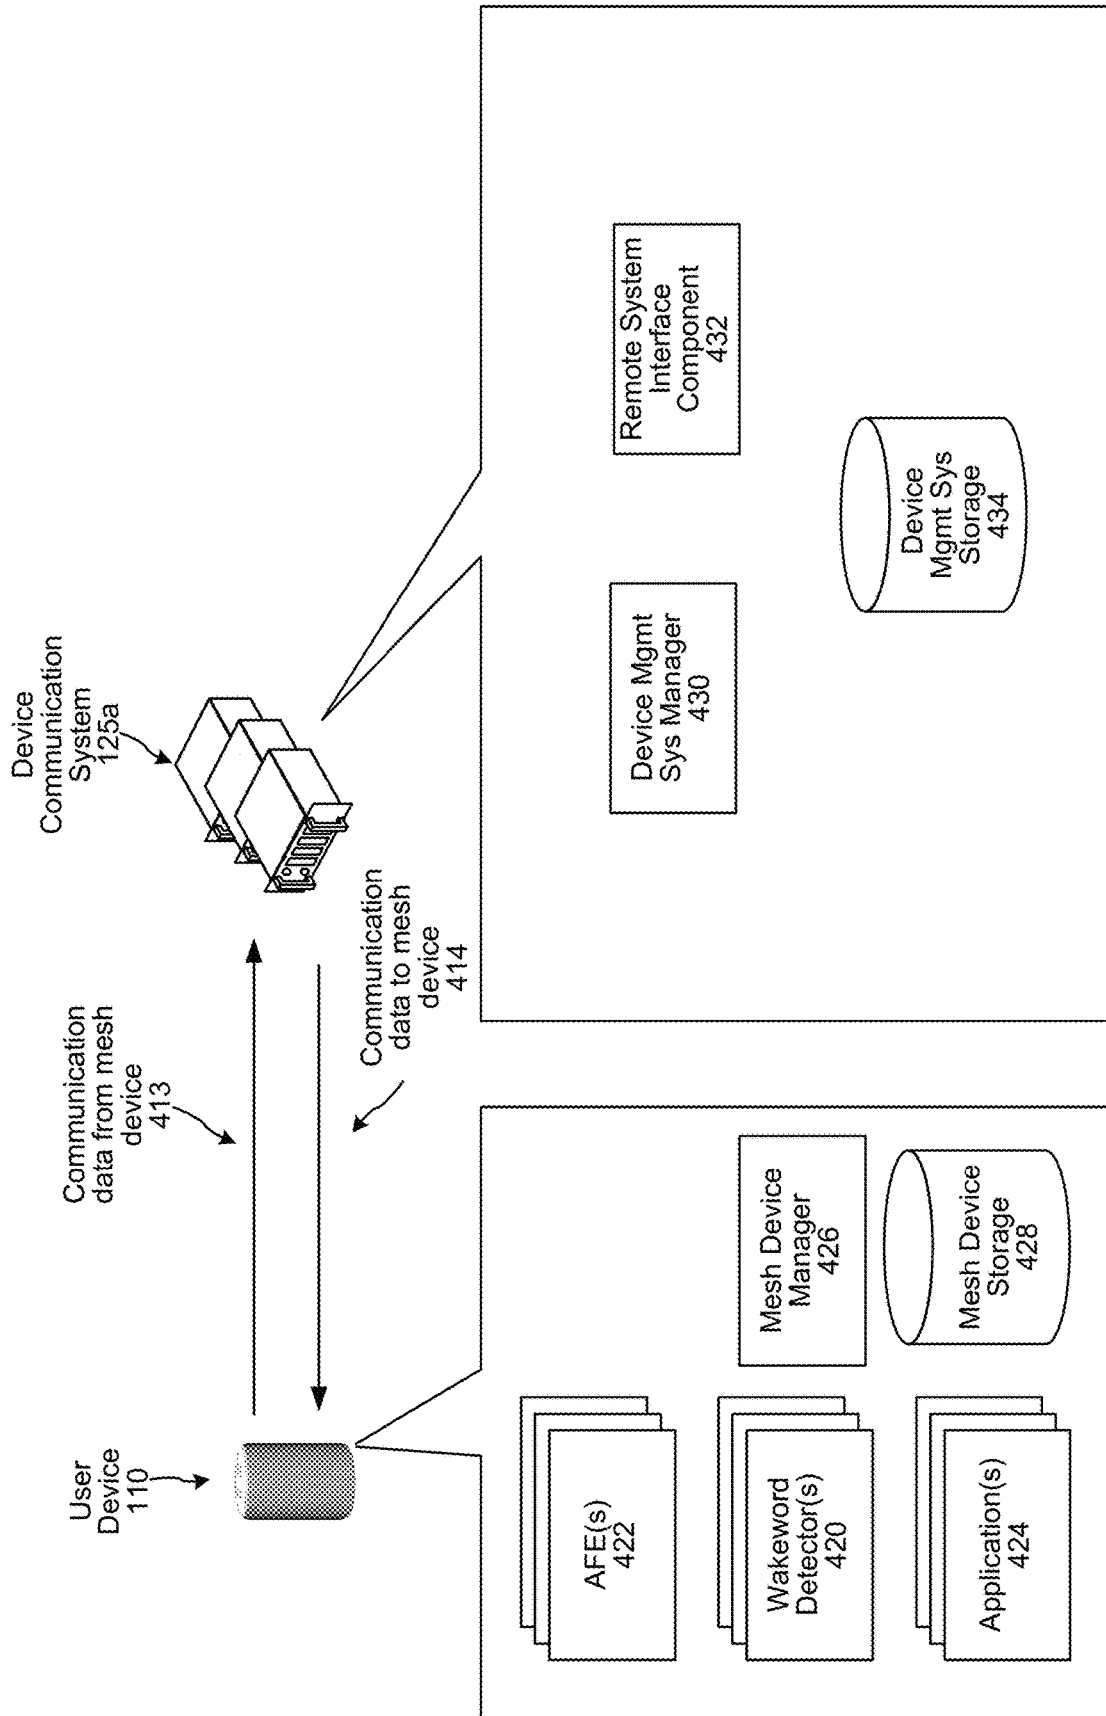 User
Device
110
Communication
data from mesh
device
413
Device
Communication
System
125a
Communication
data to mesh
device
414
AFE(s)
422
Wakeword
Detector(s)
420
Application(s)
424
Mesh Device
Manager
426
Mesh Device
Storage
428
Device Mgmt
Sys Manager
430
Remote System
Interface
Component
432
Device
Mgmt Sys
Storage
434